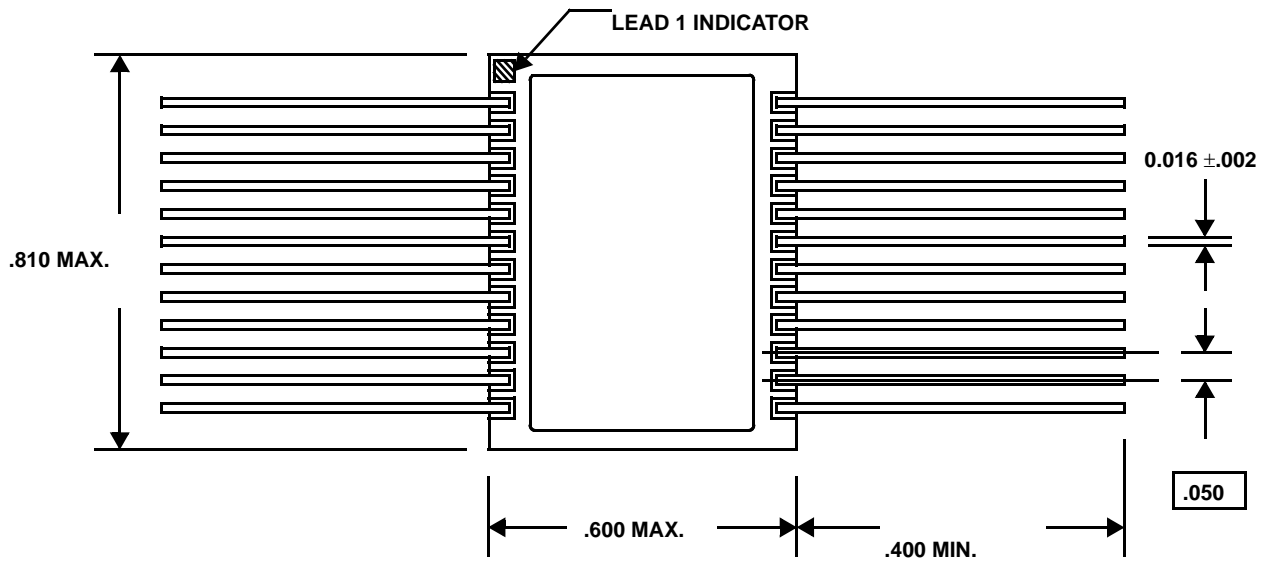 LEAD 1 INDICATOR
0.016 ±.002
.810 MAX.
.050
.600 MAX.
.400 MIN.